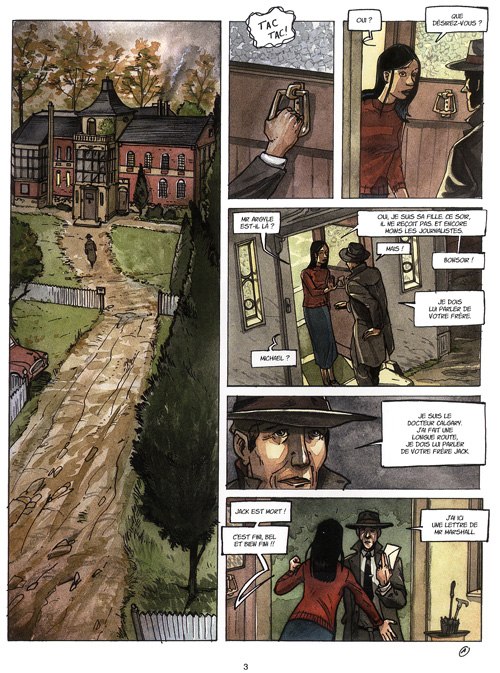 TAC
TAC!
OUI ?
QUE
DÉSIREZ-VOUS ?
MR ARGYLE
EST-IL LÀ ?
OUI, JE SUIS SA FILLE. CE SOIR,
IL NE REÇOIT PAS ET ENCORE
MOINS LES JOURNALISTES.
MAIS !
BONSOIR !
JE DOIS
LUI PARLER DE
VOTRE FRÈRE.
MICHAEL ?
JE SUIS LE
DOCTEUR CALGARY.
J'AI FAIT UNE
LONGUE ROUTE,
JE DOIS LUI PARLER
DE VOTRE FRÈRE JACK.
JACK EST MORT !
C'EST FINI, BEL
ET BIEN FINI !!
J'AI ICI
UNE LETTRE DE
MR MARSHALL.
3